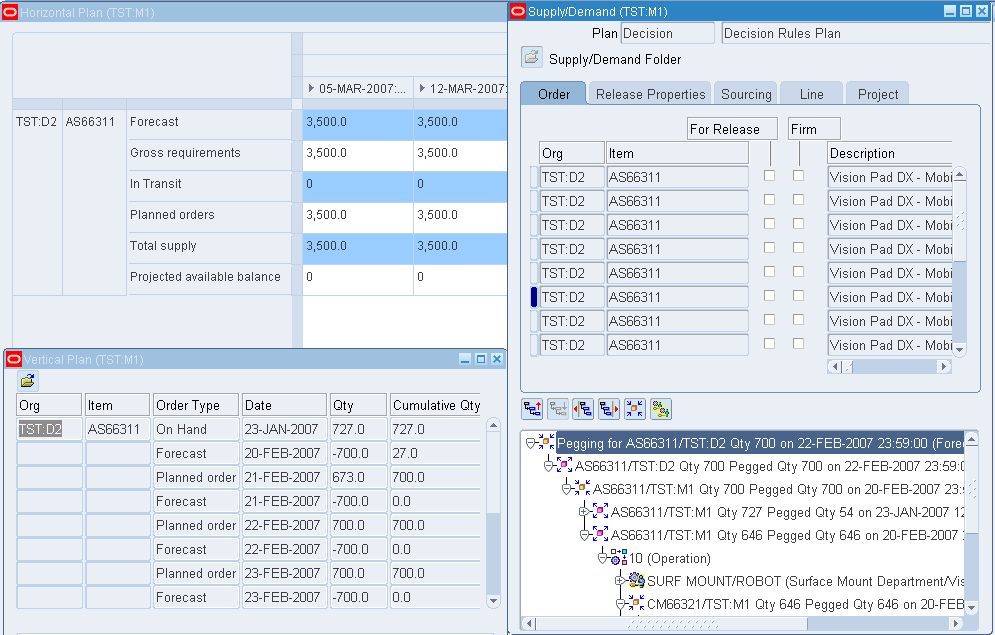 Horizontal Plan (TST:M1)
05-MAR-2007:... 12-MAR-2007:
TST:D2 AS66311 Forecast 3,500.0 3,500.0
Gross requirements 3,500.0 3,500.0
In Transit 0 0
Planned orders 3,500.0 3,500.0
Total supply 3,500.0 3,500.0
Projected available balance 0 0
Vertical Plan (TST:M1)
Org Item Order Type Date Qty Cumulative Qty
TST:D2 AS66311 On Hand 23-JAN-2007 727.0 727.0
Forecast 20-FEB-2007 -700.0 27.0
Planned order 21-FEB-2007 673.0 700.0
Forecast 21-FEB-2007 -700.0 0.0
Planned order 22-FEB-2007 700.0 700.0
Forecast 22-FEB-2007 -700.0 0.0
Planned order 23-FEB-2007 700.0 700.0
Forecast 23-FEB-2007 -700.0 0.0
Supply/Demand (TST:M1)
Plan Decision Decision Rules Plan
Supply/Demand Folder
Order Release Properties Sourcing Line Project
For Release Firm
Org Item Description
TST:D2 AS66311 Vision Pad DX - Mobi
TST:D2 AS66311 Vision Pad DX - Mobi
TST:D2 AS66311 Vision Pad DX - Mobi
TST:D2 AS66311 Vision Pad DX - Mobi
TST:D2 AS66311 Vision Pad DX - Mobi
TST:D2 AS66311 Vision Pad DX - Mobi
TST:D2 AS66311 Vision Pad DX - Mobi
TST:D2 AS66311 Vision Pad DX - Mobi
Pegging for AS66311/TST:D2 Qty 700 on 22-FEB-2007 23:59:00 (Fore
AS66311/TST:D2 Qty 700 Pegged Qty 700 on 22-FEB-2007 23:59:0
AS66311/TST:M1 Qty 700 Pegged Qty 700 on 20-FEB-2007 23:
AS66311/TST:M1 Qty 727 Pegged Qty 54 on 23-JAN-2007 12
AS66311/TST:M1 Qty 646 Pegged Qty 646 on 20-FEB-2007
10 (Operation)
SURF MOUNT/ROBOT (Surface Mount Department/Vis
CM66321/TST:M1 Qty 646 Pegged Qty 646 on 20-FEB